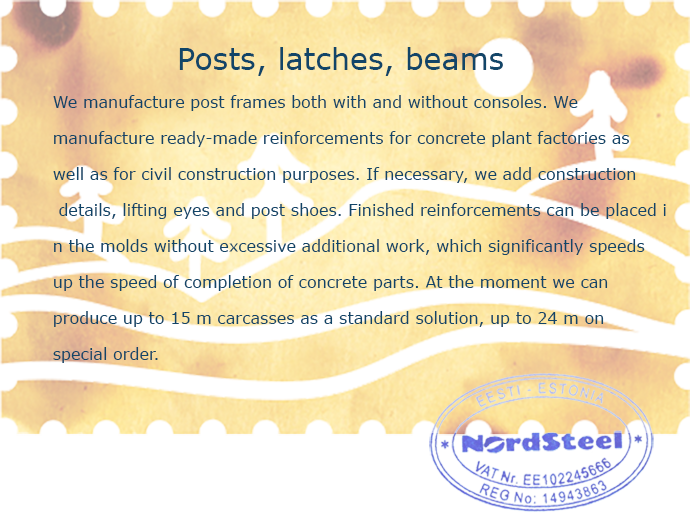 Posts, latches, beams
We manufacture post frames both with and without consoles. We
manufacture ready-made reinforcements for concrete plant factories as
well as for civil construction purposes. If necessary, we add construction
details, lifting eyes and post shoes. Finished reinforcements can be placed i
n the molds without excessive additional work, which significantly speeds
up the speed of completion of concrete parts. At the moment we can
produce up to 15 m carcasses as a standard solution, up to 24 m on
special order.
EESTI - ESTONIA
* NordSteel *
VAT Nr. EE102245666
REG No: 14943863